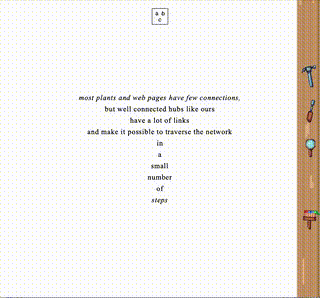 a b
c
most plants and web pages have few connections,
but well connected hubs like ours
have a lot of links
and make it possible to traverse the network
in
a
small
number
of
steps